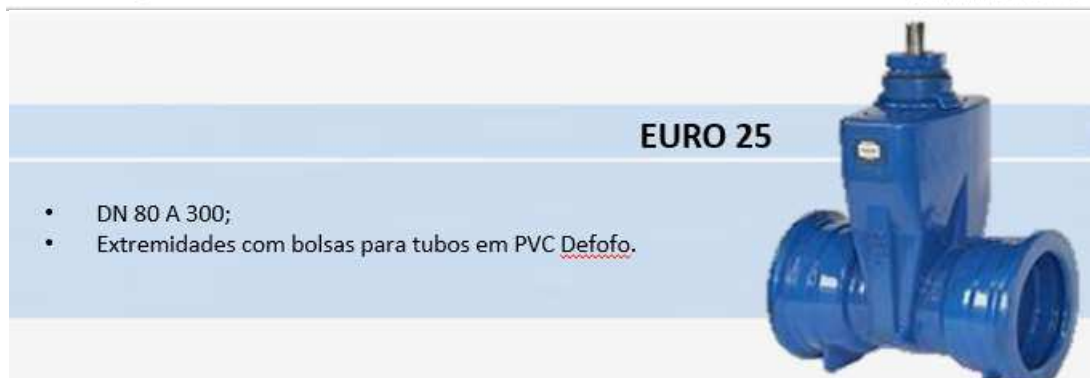 EURO 25
• DN 80 A 300;
• Extremidades com bolsas para tubos em PVC Defofo.